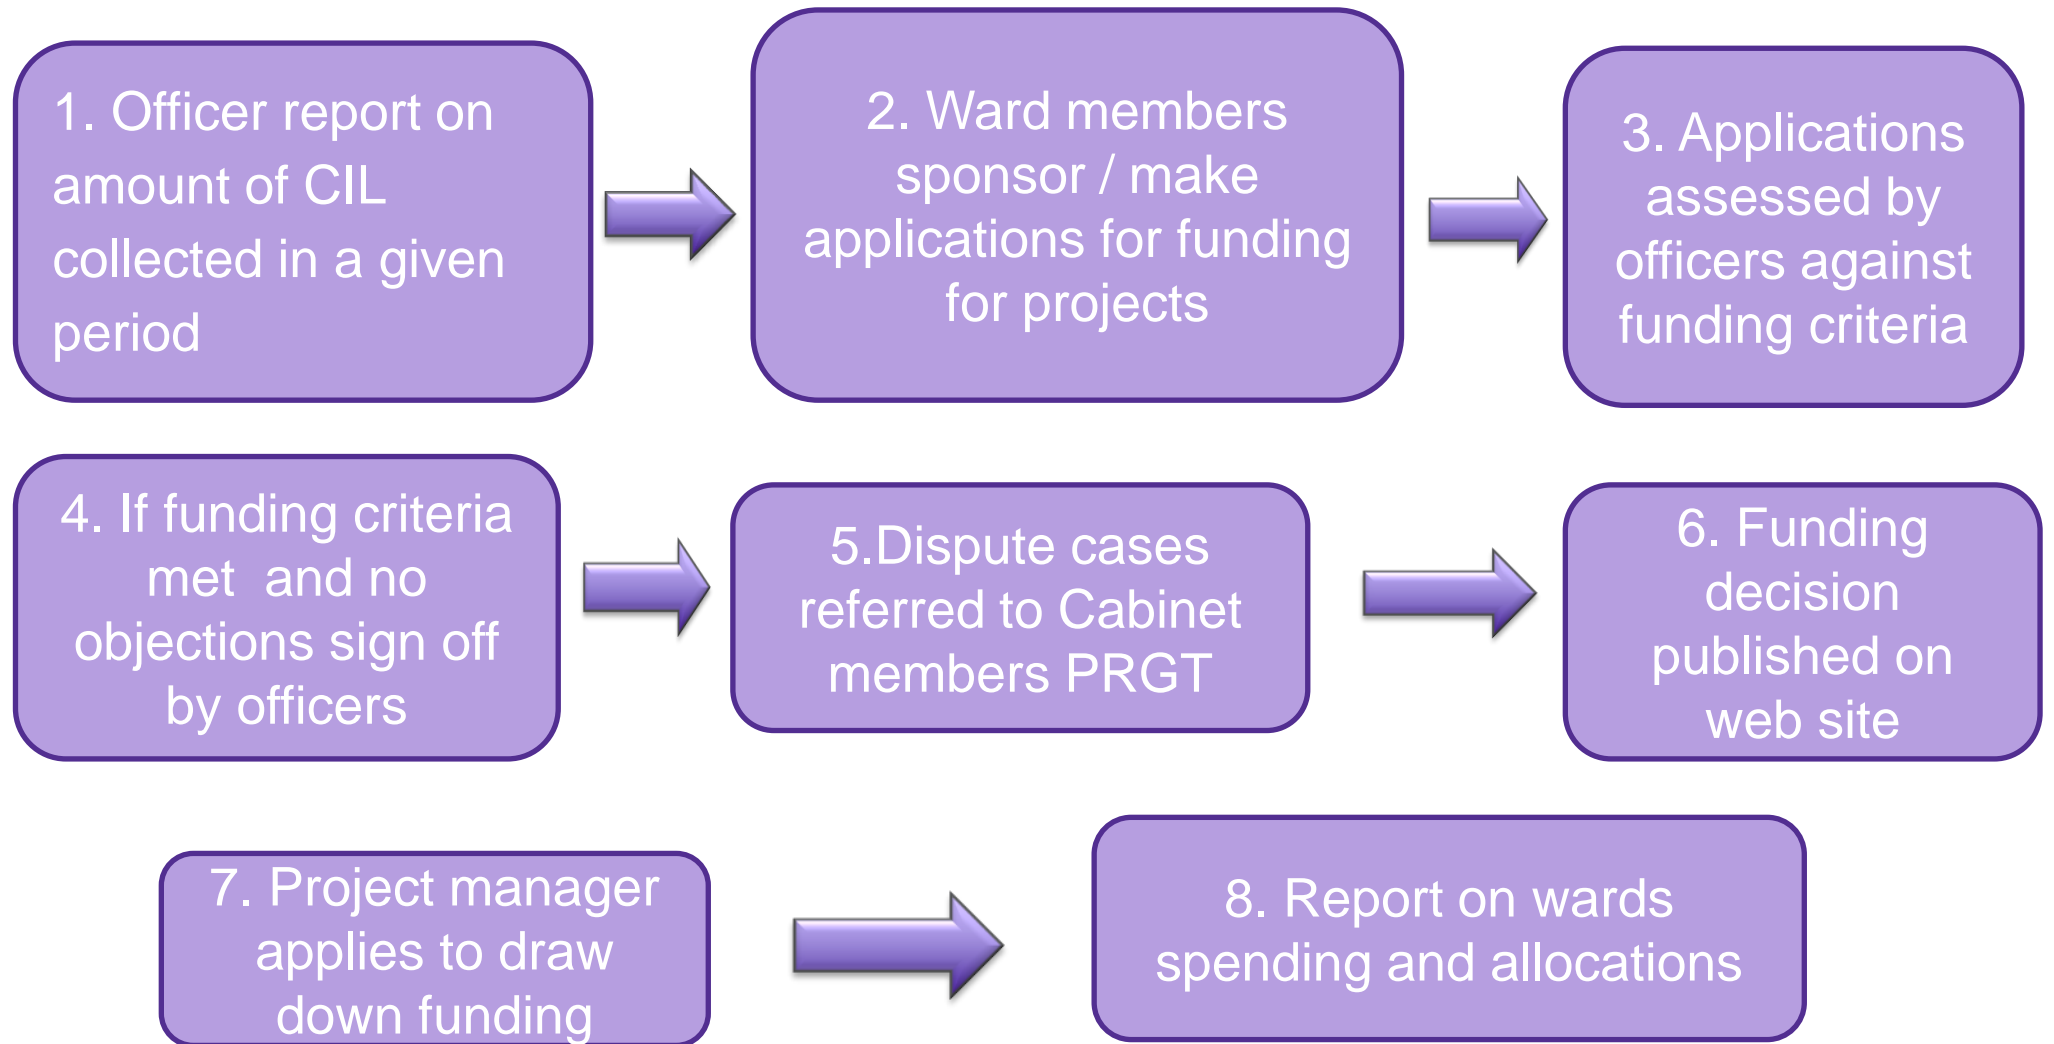 1. Officer report on
amount of CIL
collected in a given
period
2. Ward members
sponsor / make
applications for funding
for projects
3. Applications
assessed by
officers against
funding criteria
4. If funding criteria
met  and no
objections sign off
by officers
5.Dispute cases
referred to Cabinet
members PRGT
6. Funding
decision
published on
web site
7. Project manager
applies to draw
down funding
8. Report on wards
spending and allocations